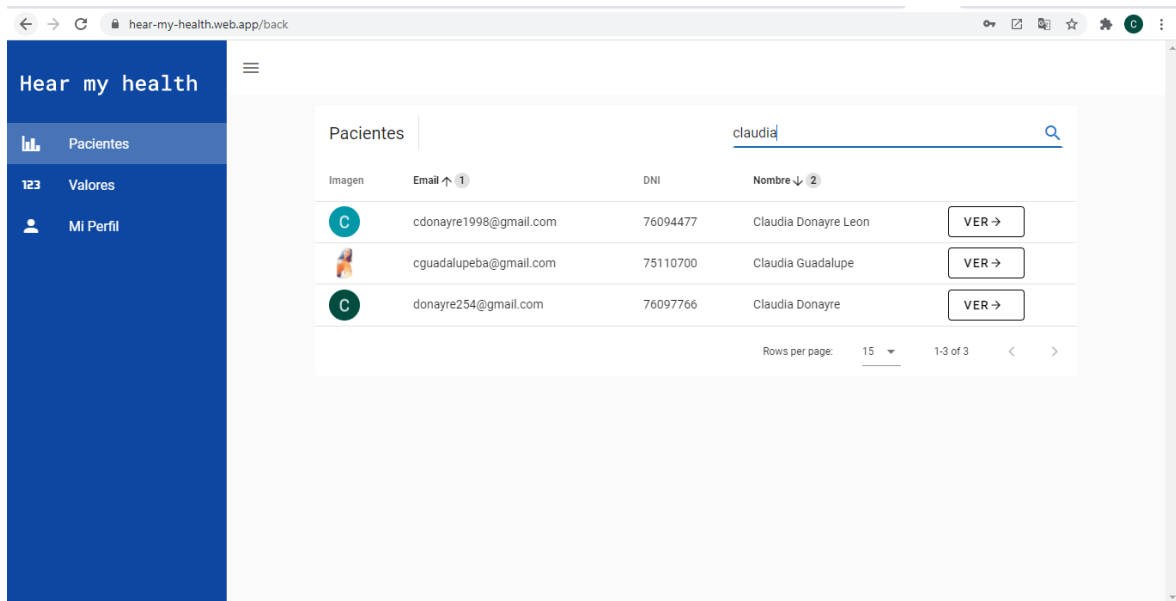 hear-my-health.web.app/back
C
Hear my health
Pacientes
123 Valores
Mi Perfil
Pacientes claudia
Imagen Email 1 DNI Nombre 2
C cdonayre1998@gmail.com 76094477 Claudia Donayre Leon VER
cguadalupeba@gmail.com 75110700 Claudia Guadalupe VER
C donayre254@gmail.com 76097766 Claudia Donayre VER
Rows per page: 15 1-3 of 3